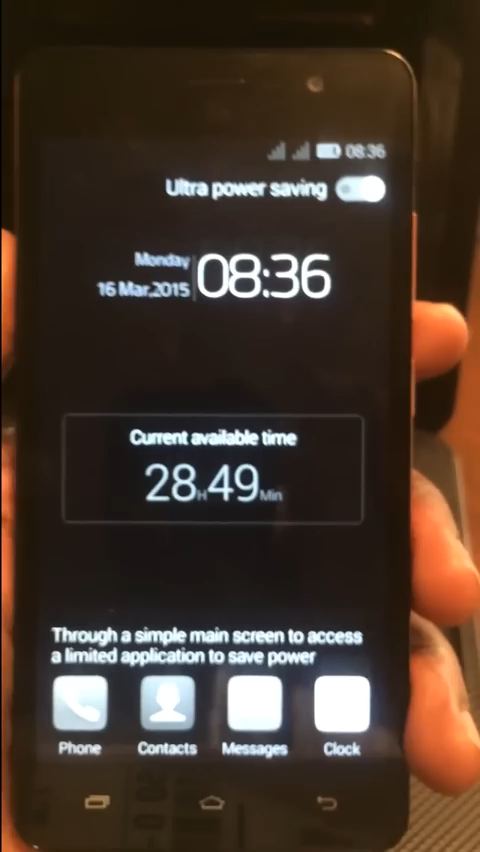 08:36
Ultra power saving
Monday
16 Mar,2015
08:36
Current available time
28H49Min
Through a simple main screen to access
a limited application to save power
Phone Contacts Messages Clock